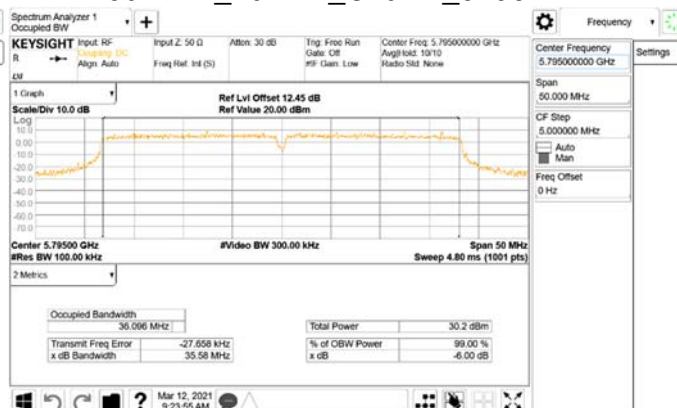 Spectrum Analyzer 1
Occupied BW
Frequency
KEYSIGHT
R
Input: RF
Coupling: DC
Align: Auto
Input Z: 50 Ω
Freq Ref: Int (S)
Atten: 30 dB
Trig: Free Run
Gate: Off
#IF Gain: Low
Center Freq: 5.795000000 GHz
Avg|Hold: 10/10
Radio Std: None
Center Frequency
5.795000000 GHz
Settings
Span
50.000 MHz
CF Step
5.000000 MHz
Auto
Man
Freq Offset
0 Hz
1 Graph
Scale/Div 10.0 dB
Ref Lvl Offset 12.45 dB
Ref Value 20.00 dBm
Log
10.0
0.00
-10.0
-20.0
-30.0
-40.0
-50.0
-60.0
-70.0
Center 5.79500 GHz
#Res BW 100.00 kHz
#Video BW 300.00 kHz
Span 50 MHz
Sweep 4.80 ms (1001 pts)
2 Metrics
Occupied Bandwidth
36.096 MHz
Total Power 30.2 dBm
Transmit Freq Error -27.658 kHz
% of OBW Power 99.00 %
x dB Bandwidth 35.58 MHz
x dB -6.00 dB
Mar 12, 2021
9:23:55 AM